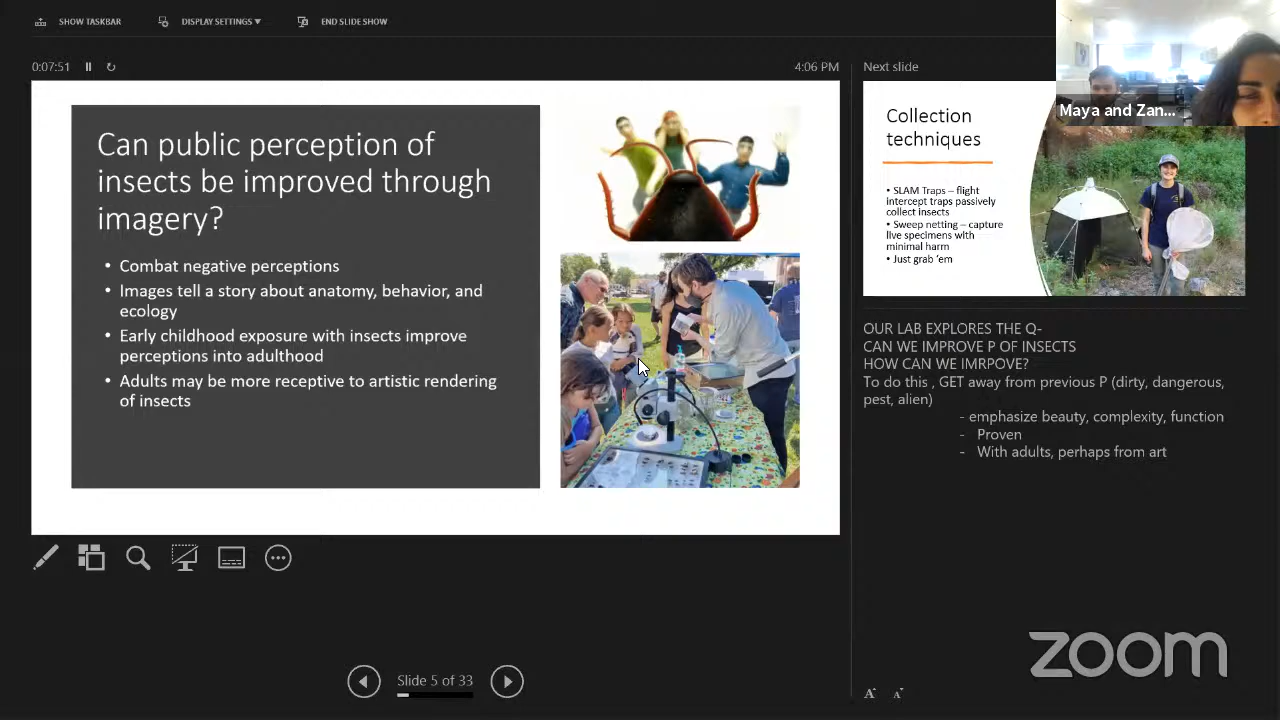 SHOW TASKBAR
DISPLAY SETTINGS
END SLIDE SHOW
0:07:51
4:06 PM
Can public perception of
insects be improved through
imagery?
• Combat negative perceptions
• Images tell a story about anatomy, behavior, and
ecology
• Early childhood exposure with insects improve
perceptions into adulthood
• Adults may be more receptive to artistic rendering
of insects
Slide 5 of 33
Next slide
Maya and Zan...
Collection
techniques
• SLAM Traps – flight
intercept traps passively
collect insects
• Sweep netting – capture
live specimens with
minimal harm
• Just grab ‘em
OUR LAB EXPLORES THE Q-
CAN WE IMPROVE P OF INSECTS
HOW CAN WE IMRPOVE?
To do this , GET away from previous P (dirty, dangerous,
pest, alien)
- emphasize beauty, complexity, function
- Proven
- With adults, perhaps from art
zoom
A A